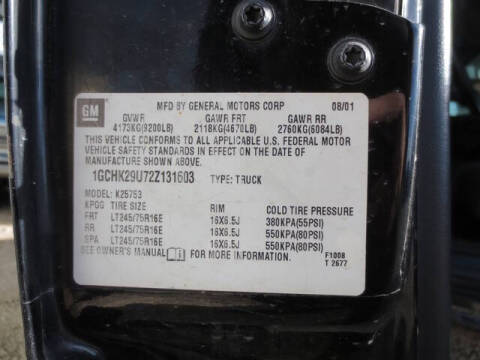 GM
MFD BY GENERAL MOTORS CORP 08/01
GVWR GAWR FRT GAWR RR
4173KG(9200LB) 2118KG(4670LB) 2760KG(6084LB)
THIS VEHICLE CONFORMS TO ALL APPLICABLE U.S. FEDERAL MOTOR
VEHICLE SAFETY STANDARDS IN EFFECT ON THE DATE OF
MANUFACTURE SHOWN ABOVE.
1GCHK29U72Z131603 TYPE: TRUCK
MODEL: K25753
KPGG TIRE SIZE RIM COLD TIRE PRESSURE
FRT LT245/75R16E 16X6.5J 380KPA(55PSI)
RR LT245/75R16E 16X6.5J 550KPA(80PSI)
SPA LT245/75R16E 16X6.5J 550KPA(80PSI)
SEE OWNER'S MANUAL FOR MORE INFORMATION.
F1008
T 2677